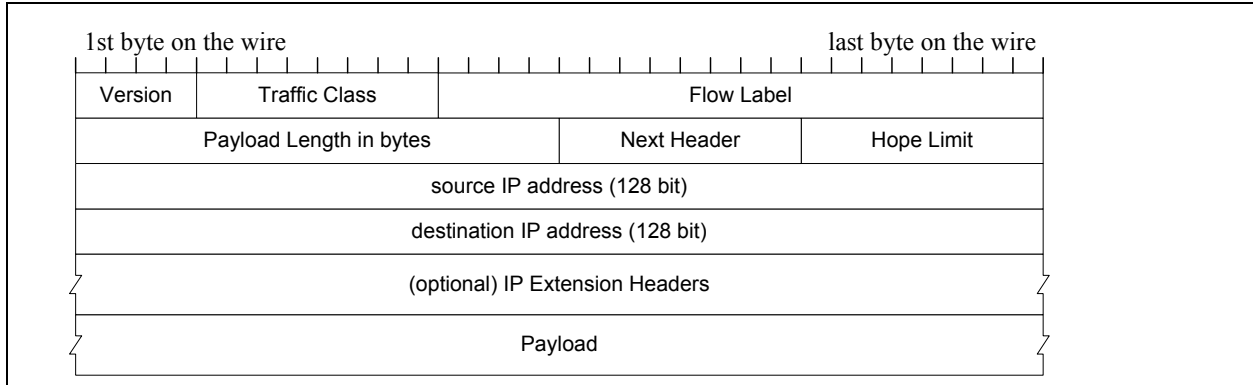 1st byte on the wire last byte on the wire
Version Traffic Class Flow Label
Payload Length in bytes Next Header Hope Limit
source IP address (128 bit)
destination IP address (128 bit)
(optional) IP Extension Headers
Payload